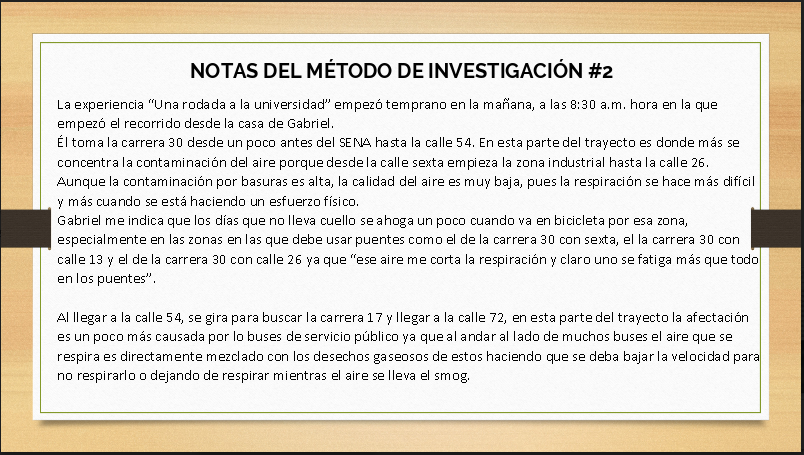 NOTAS DEL MÉTODO DE INVESTIGACIÓN #2
La experiencia “Una rodada a la universidad” empezó temprano en la mañana, a las 8:30 a.m. hora en la que
empezó el recorrido desde la casa de Gabriel.
Él toma la carrera 30 desde un poco antes del SENA hasta la calle 54. En esta parte del trayecto es donde más se
concentra la contaminación del aire porque desde la calle sexta empieza la zona industrial hasta la calle 26.
Aunque la contaminación por basuras es alta, la calidad del aire es muy baja, pues la respiración se hace más difícil
y más cuando se está haciendo un esfuerzo físico.
Gabriel me indica que los días que no lleva cuello se ahoga un poco cuando va en bicicleta por esa zona,
especialmente en las zonas en las que debe usar puentes como el de la carrera 30 con sexta, el la carrera 30 con
calle 13 y el de la carrera 30 con calle 26 ya que “ese aire me corta la respiración y claro uno se fatiga más que todo
en los puentes”.
Al llegar a la calle 54, se gira para buscar la carrera 17 y llegar a la calle 72, en esta parte del trayecto la afectación
es un poco más causada por lo buses de servicio público ya que al andar al lado de muchos buses el aire que se
respira es directamente mezclado con los desechos gaseosos de estos haciendo que se deba bajar la velocidad para
no respirarlo o dejando de respirar mientras el aire se lleva el smog.